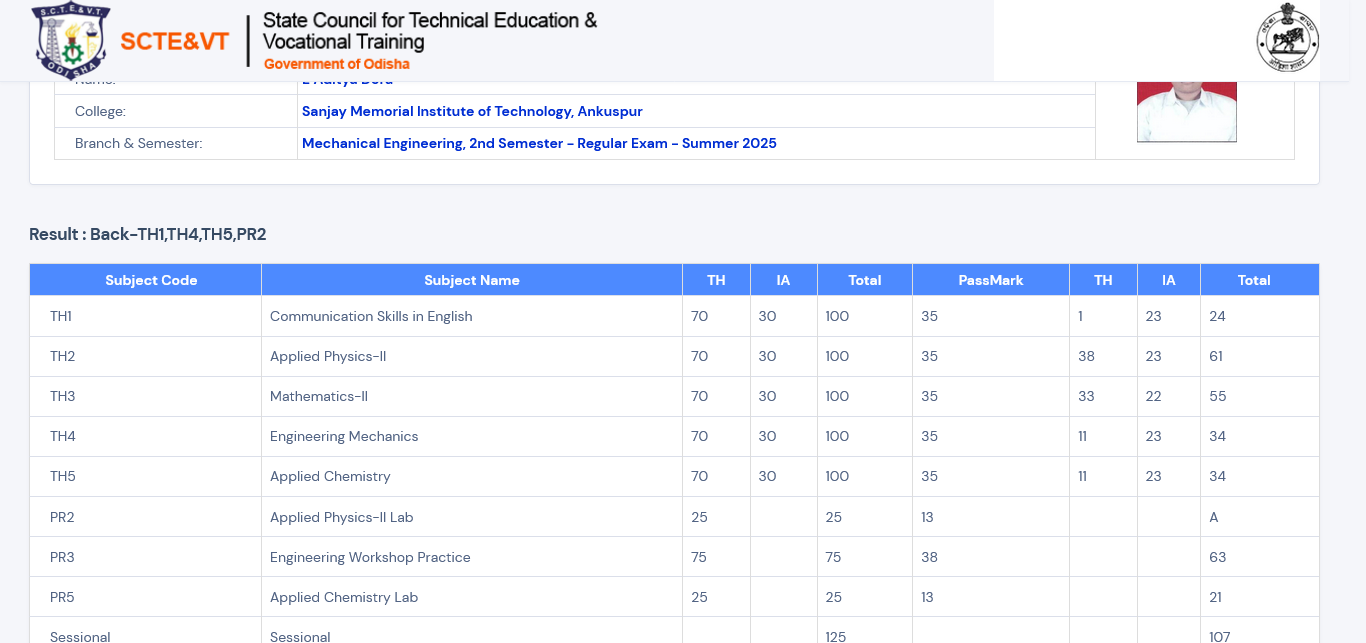 S.C.T.E.& V.T.
ODISHA
SCTE&VT
State Council for Technical Education &
Vocational Training
Government of Odisha
College: Sanjay Memorial Institute of Technology, Ankuspur
Branch & Semester: Mechanical Engineering, 2nd Semester - Regular Exam - Summer 2025
Result : Back-TH1,TH4,TH5,PR2
Subject Code Subject Name TH IA Total PassMark TH IA Total
TH1 Communication Skills in English 70 30 100 35 1 23 24
TH2 Applied Physics-II 70 30 100 35 38 23 61
TH3 Mathematics-II 70 30 100 35 33 22 55
TH4 Engineering Mechanics 70 30 100 35 11 23 34
TH5 Applied Chemistry 70 30 100 35 11 23 34
PR2 Applied Physics-II Lab 25 25 13 A
PR3 Engineering Workshop Practice 75 75 38 63
PR5 Applied Chemistry Lab 25 25 13 21
Sessional Sessional 125 107